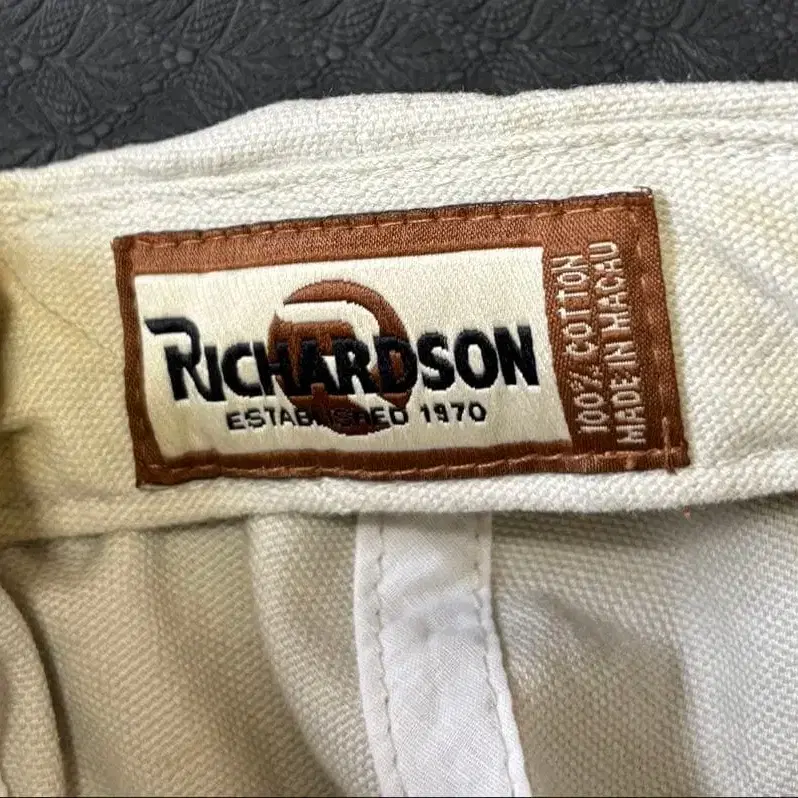 RICHARDSON
ESTABLISHED 1970
100% COTTON
MADE IN MACAU